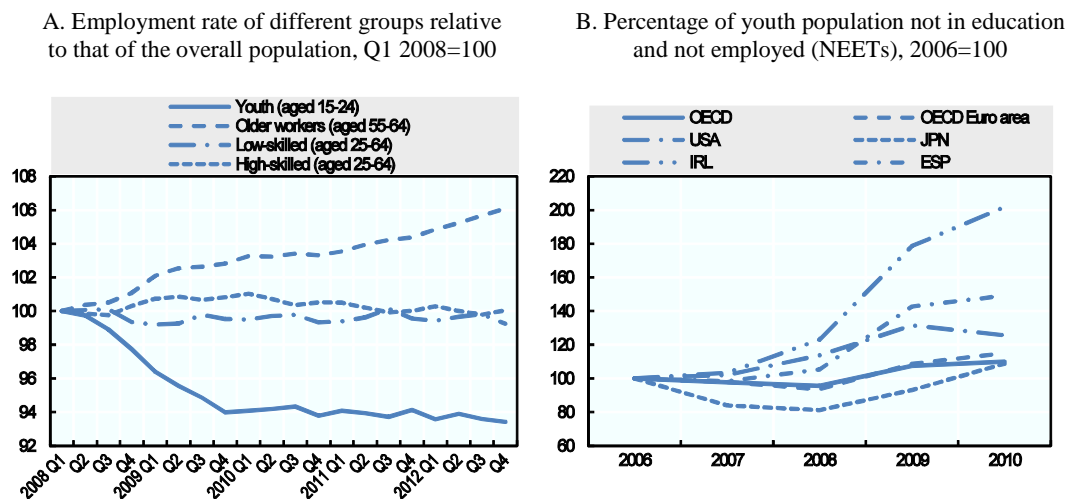 A. Employment rate of different groups relative
to that of the overall population, Q1 2008=100
B. Percentage of youth population not in education
and not employed (NEETs), 2006=100
Youth (aged 15-24)
Older workers (aged 55-64)
Low-skilled (aged 25-64)
High-skilled (aged 25-64)
108
106
104
102
100
98
96
94
92
2008 Q1
Q2
Q3
Q4
2009 Q1
Q2
Q3
Q4
2010 Q1
Q2
Q3
Q4
2011 Q1
Q2
Q3
Q4
2012 Q1
Q2
Q3
Q4
OECD
OECD Euro area
USA
JPN
IRL
ESP
220
200
180
160
140
120
100
80
60
2006
2007
2008
2009
2010